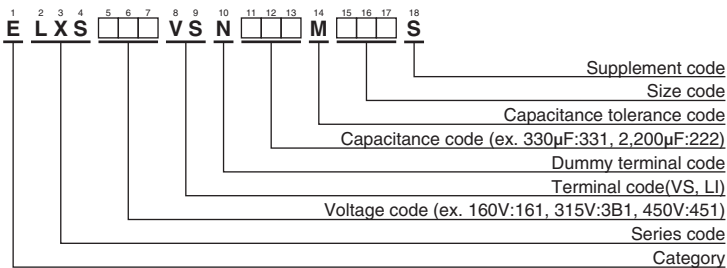 1 2 3 4 5 6 7 8 9 10 11 12 13 14 15 16 17 18
E L X S □□□ V S N □□□ M □□□ S
Supplement code
Size code
Capacitance tolerance code
Capacitance code (ex. 330µF:331, 2,200µF:222)
Dummy terminal code
Terminal code(VS, LI)
Voltage code (ex. 160V:161, 315V:3B1, 450V:451)
Series code
Category